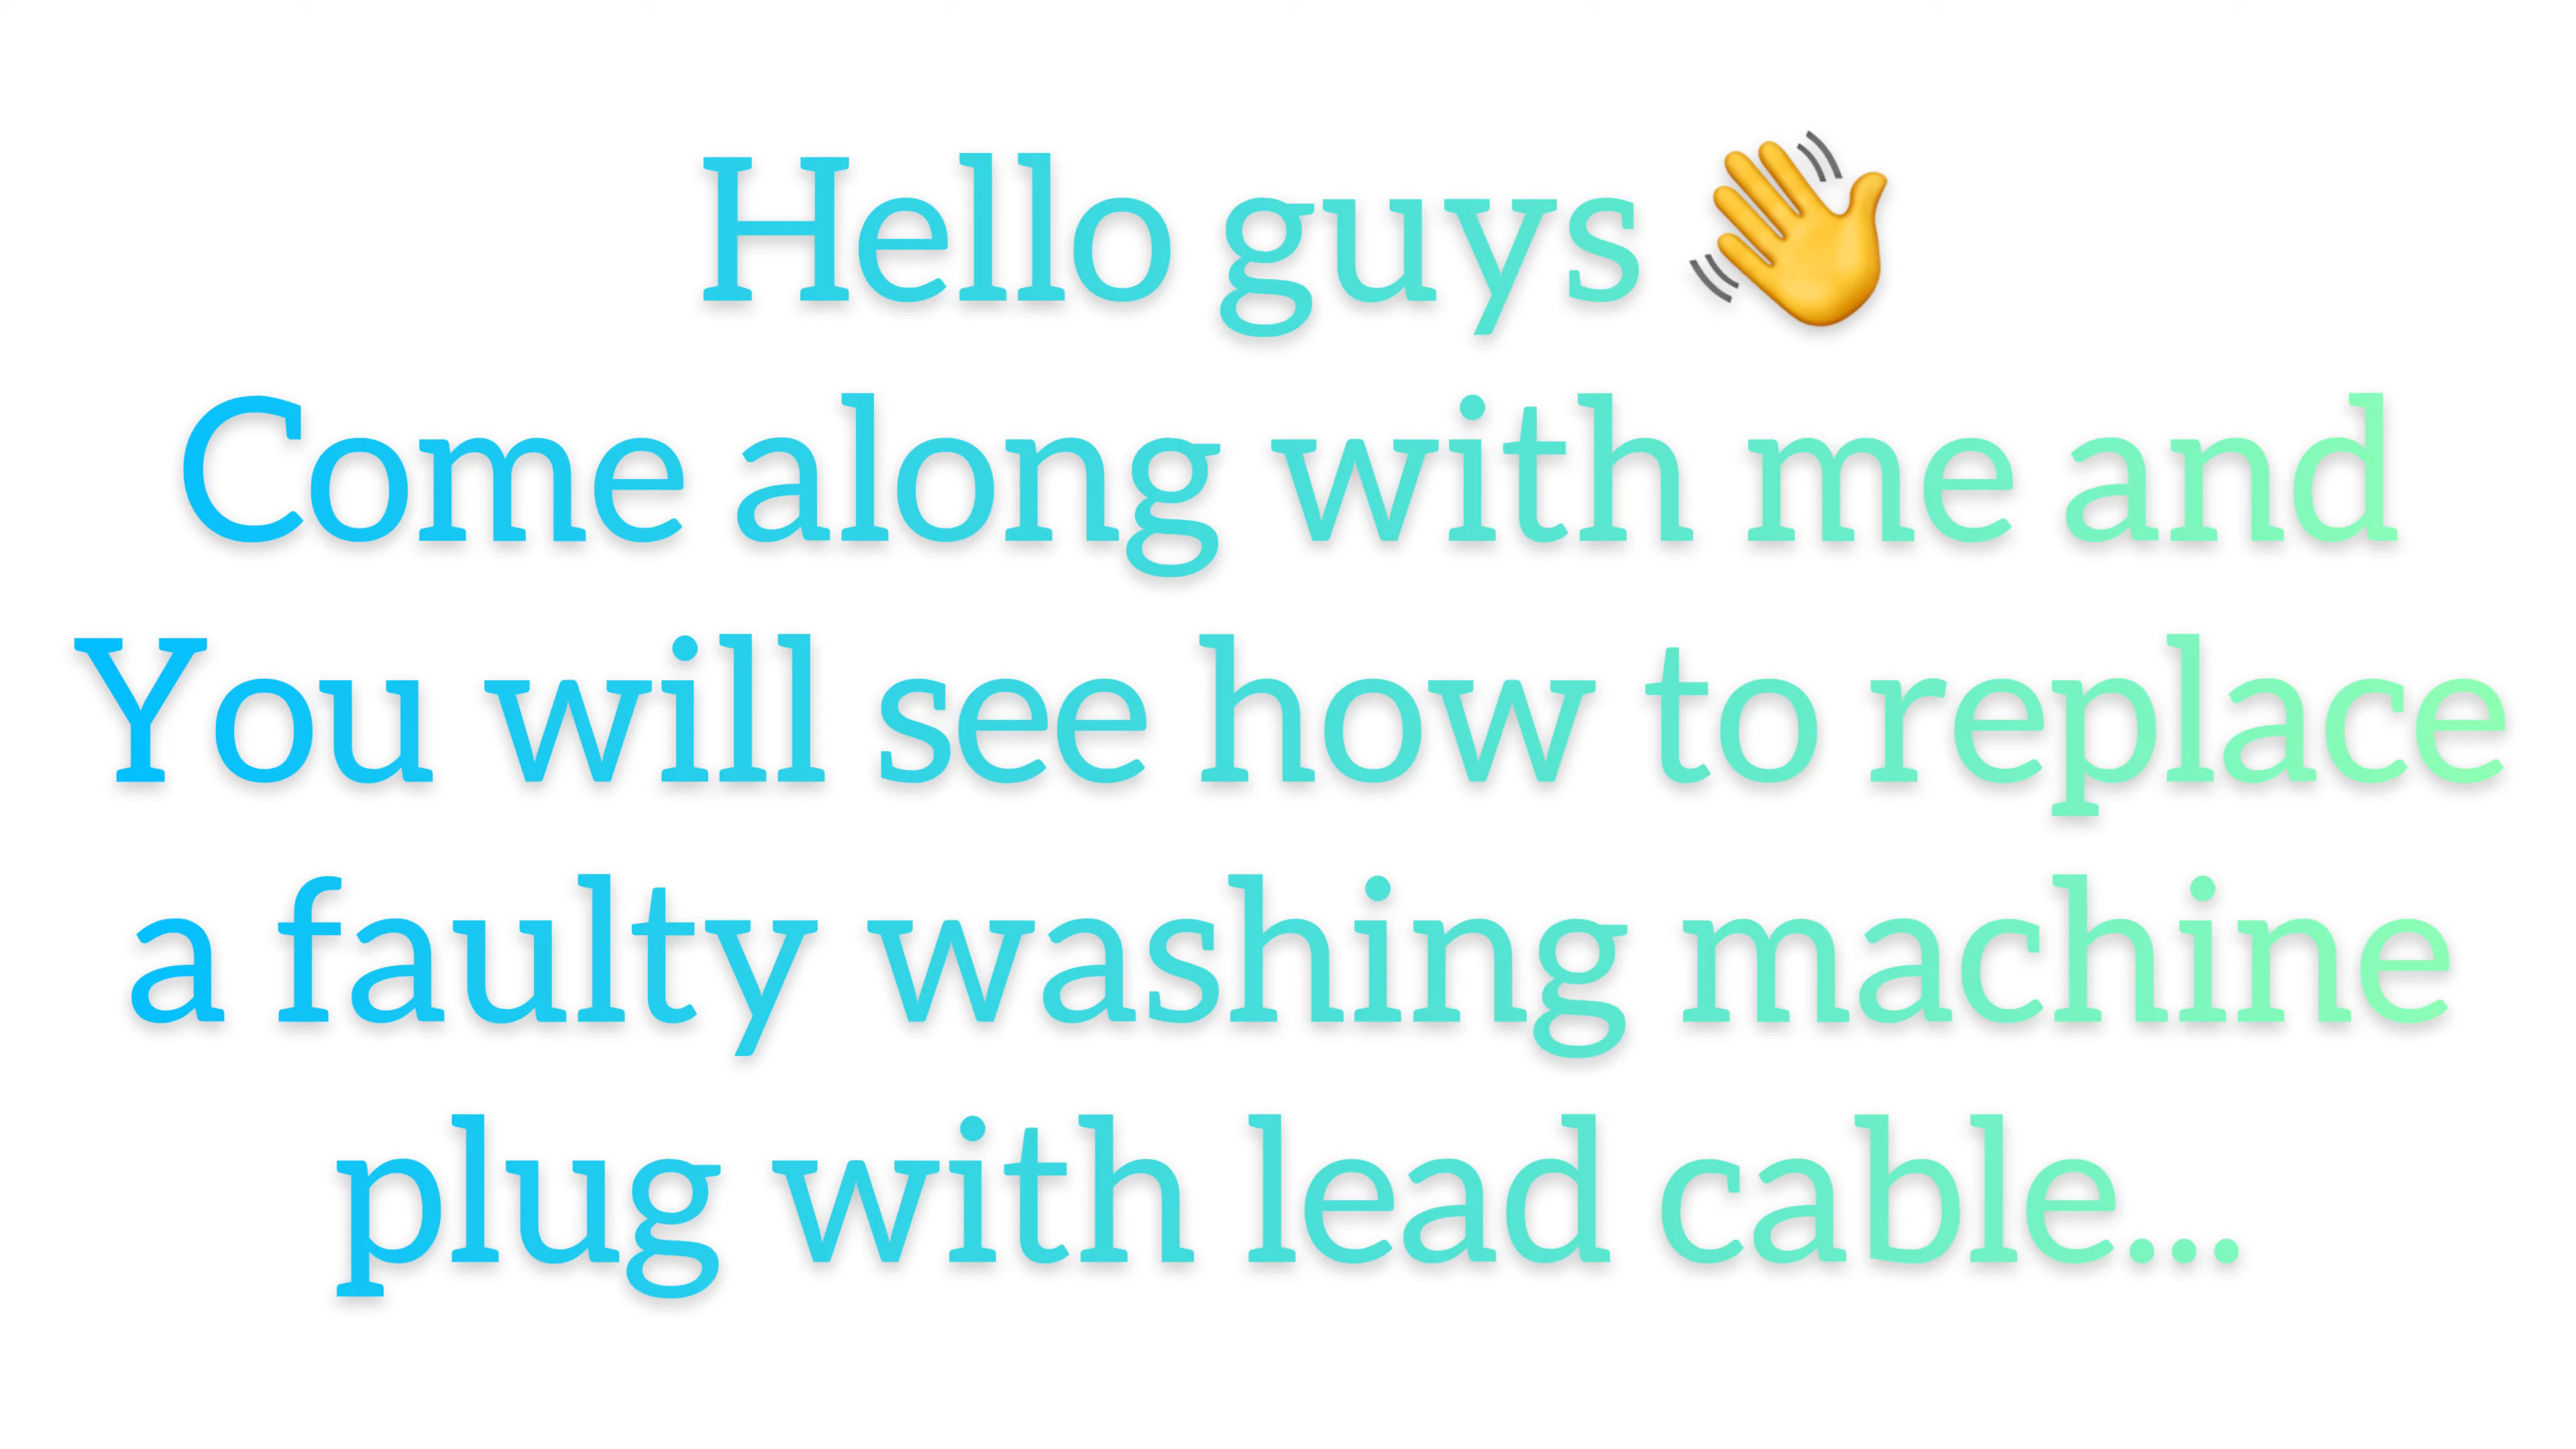 Hello guys 👋
Come along with me and
You will see how to replace
a faulty washing machine
plug with lead cable...